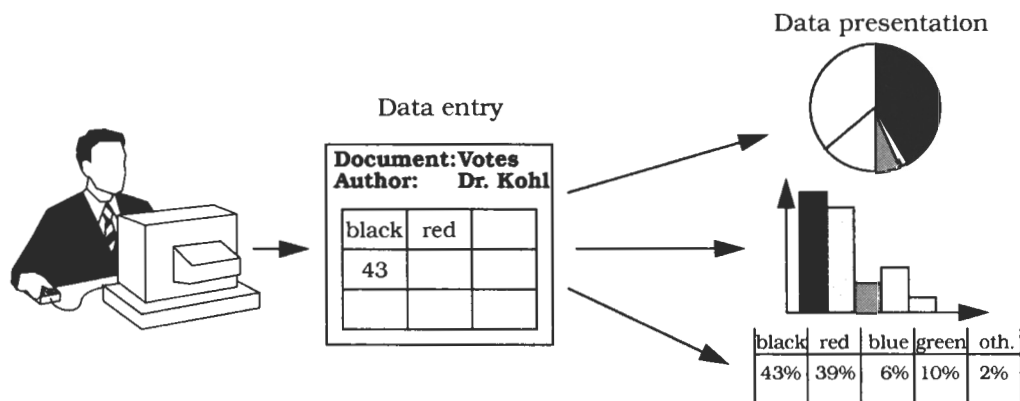 Data presentation
Data entry
Document:Votes
Author: Dr. Kohl
black red
43
black red blue green oth.
43% 39% 6% 10% 2%